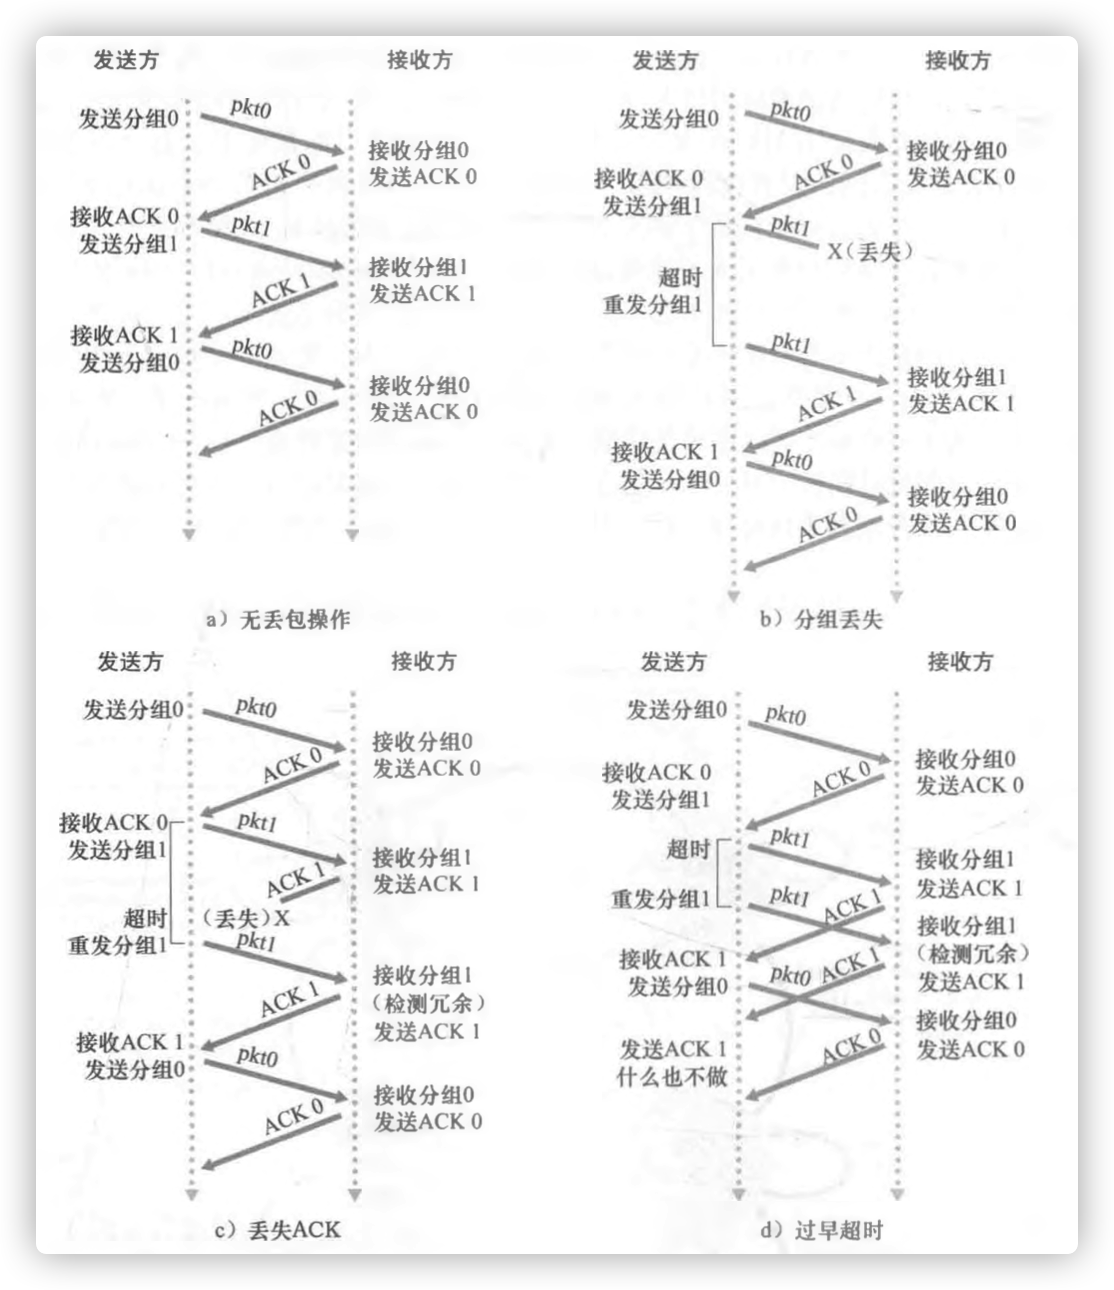 发送方
接收方
发送分组0
pkt0
接收分组0
发送ACK 0
ACK 0
接收ACK 0
发送分组1
pkt1
接收分组1
发送ACK 1
ACK 1
接收ACK 1
发送分组0
pkt0
接收分组0
发送ACK 0
ACK 0
a）无丢包操作
发送方
接收方
发送分组0
pkt0
接收分组0
发送ACK 0
ACK 0
接收ACK 0
发送分组1
pkt1
X（丢失）
超时
重发分组1
pkt1
接收分组1
发送ACK 1
ACK 1
接收ACK 1
发送分组0
pkt0
接收分组0
发送ACK 0
ACK 0
b）分组丢失
发送方
接收方
发送分组0
pkt0
接收分组0
发送ACK 0
ACK 0
接收ACK 0
发送分组1
pkt1
接收分组1
发送ACK 1
ACK 1
（丢失）X
超时
重发分组1
pkt1
接收分组1
（检测冗余）
发送ACK 1
ACK 1
接收ACK 1
发送分组0
pkt0
接收分组0
发送ACK 0
ACK 0
c）丢失ACK
发送方
接收方
发送分组0
pkt0
接收分组0
发送ACK 0
ACK 0
接收ACK 0
发送分组1
pkt1
超时
接收分组1
发送ACK 1
重发分组1
pkt1
ACK 1
接收分组1
（检测冗余）
发送ACK 1
接收ACK 1
发送分组0
pkt0
ACK 1
接收分组0
发送ACK 0
发送ACK 1
什么也不做
ACK 0
d）过早超时